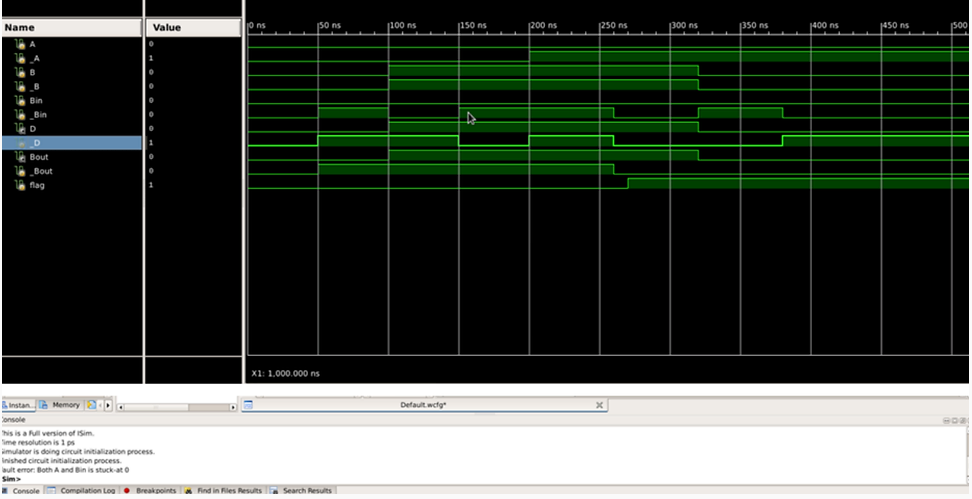 Name Value 0 ns 50 ns 100 ns 150 ns 200 ns 250 ns 300 ns 350 ns 400 ns 450 ns 500
A 0
_A 1
B 0
_B 0
Bin 0
_Bin 0
D 0
_D 1
Bout 0
_Bout 0
flag 1
X1: 1,000.000 ns
Instan... Memory Default.wcfg*
onsole
This is a Full version of ISim.
Time resolution is 1 ps
Simulator is doing circuit initialization process.
inished circuit initialization process.
ault error: Both A and Bin is stuck-at 0
Sim>
Console Compilation Log Breakpoints Find in Files Results Search Results